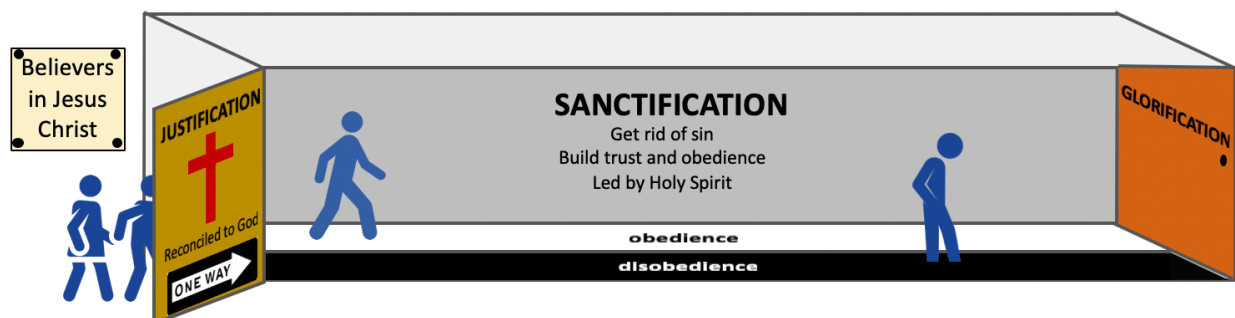 Believers
in Jesus
Christ
JUSTIFICATION
Reconciled to God
ONE WAY
SANCTIFICATION
Get rid of sin
Build trust and obedience
Led by Holy Spirit
obedience
disobedience
GLORIFICATION